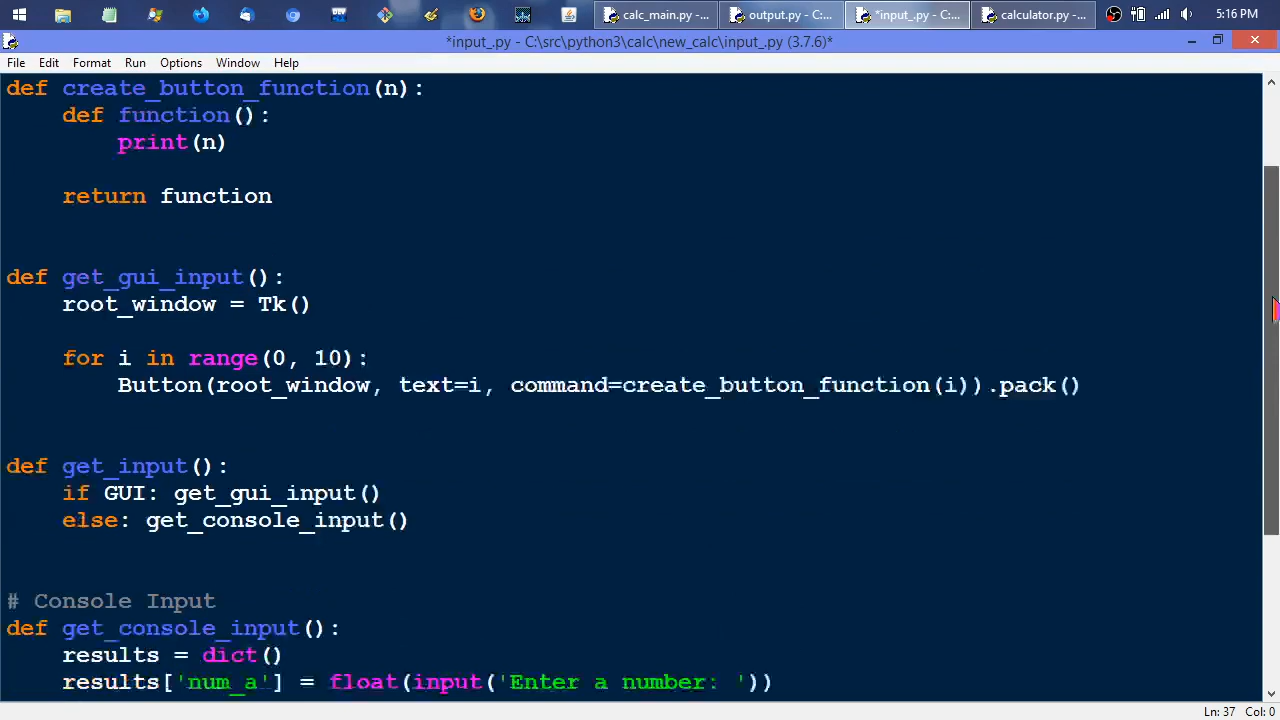 calc_main.py -... output.py - C:... *input_.py - C:... calculator.py -... 5:16 PM
*input_.py - C:\src\python3\calc\new_calc\input_.py (3.7.6)*
File Edit Format Run Options Window Help
def create_button_function(n):
    def function():
        print(n)
    return function
def get_gui_input():
    root_window = Tk()
    for i in range(0, 10):
        Button(root_window, text=i, command=create_button_function(i)).pack()
def get_input():
    if GUI: get_gui_input()
    else: get_console_input()
# Console Input
def get_console_input():
    results = dict()
    results['num_a'] = float(input('Enter a number: '))
Ln: 37 Col: 0